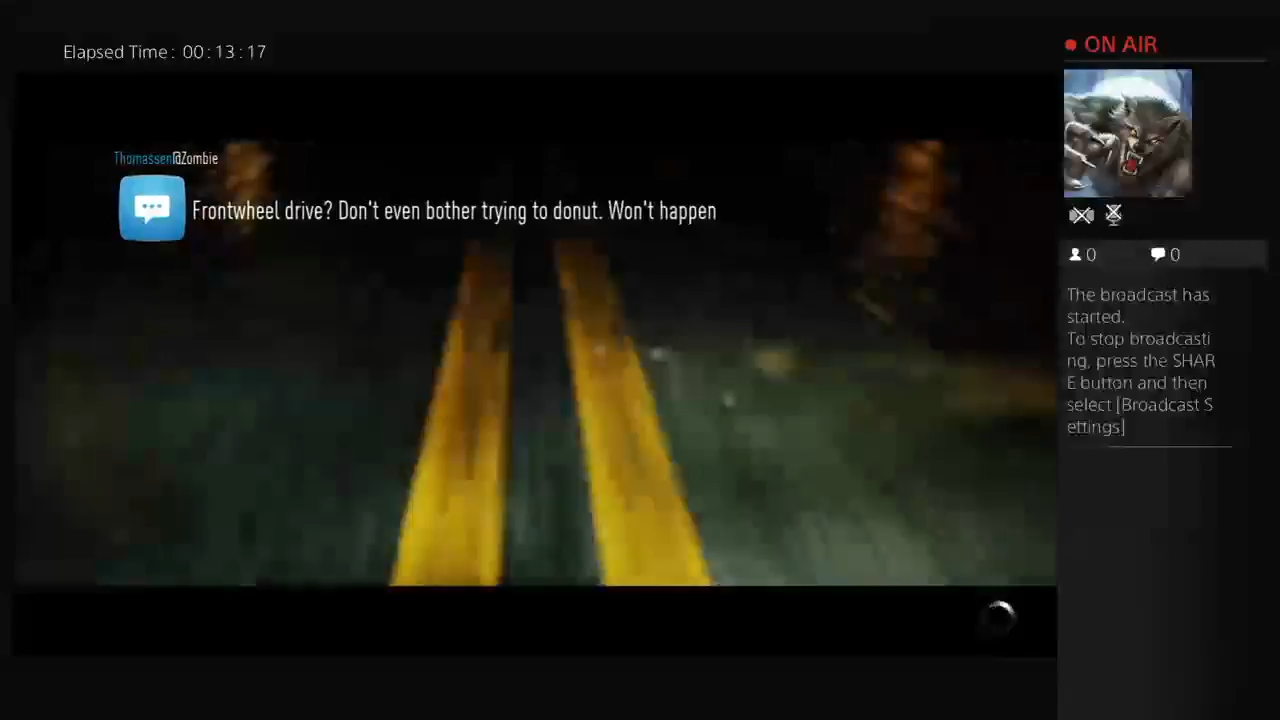 Elapsed Time: 00:13:17
ON AIR
Thomassen@Zombie
Frontwheel drive? Don't even bother trying to donut. Won't happen
0 0
The broadcast has
started.
To stop broadcasti
ng, press the SHAR
E button and then
select [Broadcast S
ettings]